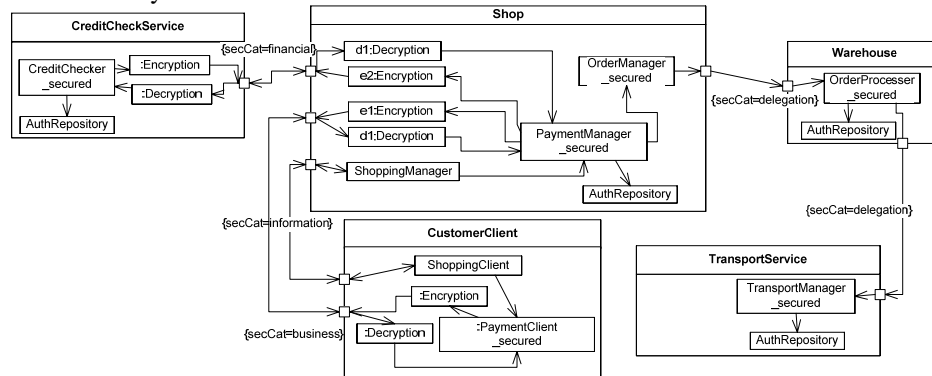 CreditCheckService
CreditChecker
_secured
:Encryption
:Decryption
AuthRepository
{secCat=financial}
Shop
d1:Decryption
e2:Encryption
e1:Encryption
d1:Decryption
ShoppingManager
OrderManager
_secured
PaymentManager
_secured
AuthRepository
Warehouse
OrderProcesser
_secured
AuthRepository
{secCat=delegation}
{secCat=delegation}
{secCat=information}
{secCat=business}
CustomerClient
ShoppingClient
:Encryption
:Decryption
:PaymentClient
_secured
TransportService
TransportManager
_secured
AuthRepository